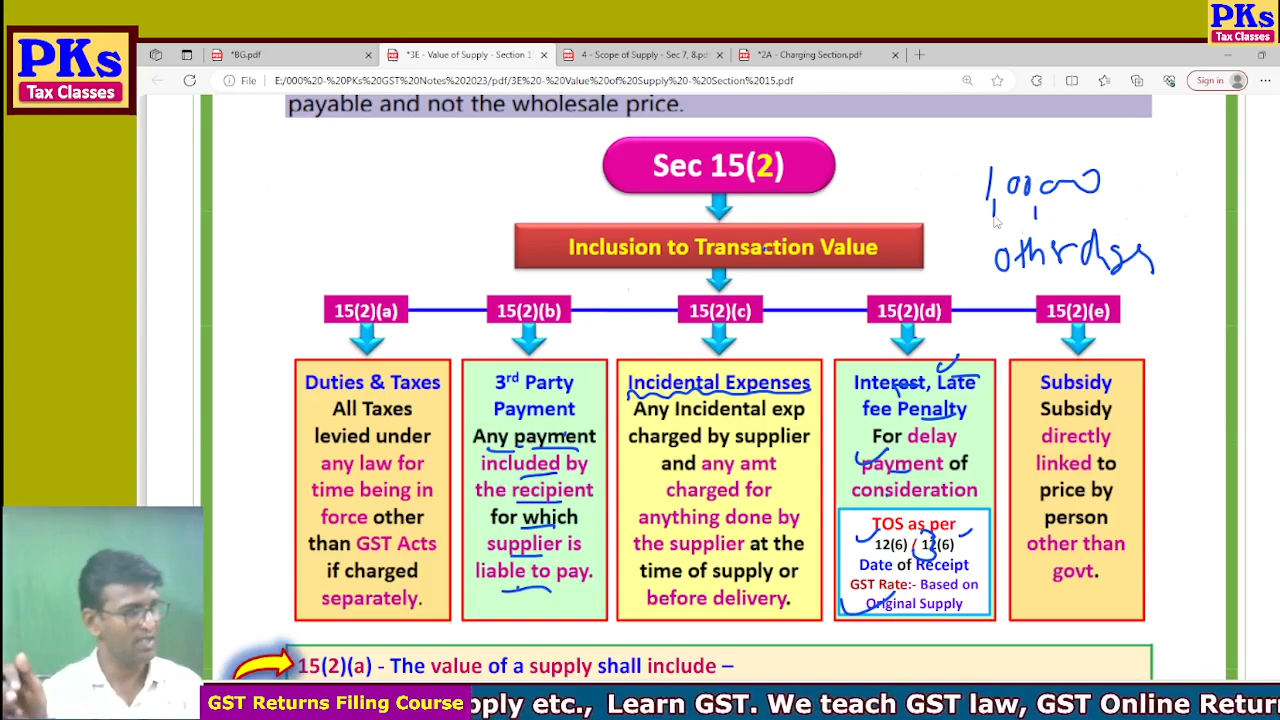 PKs
Tax Classes
PKs
Tax Classes
*BG.pdf
*3E - Value of Supply - Section 1
4 - Scope of Supply - Sec 7, 8.pd
*2A - Charging Section.pdf
File
E:/000%20-%20PKs%20GST%20Notes%202023/pdf/3E%20-%20Value%20of%20Supply%20-%20Section%2015.pdf
Sign in
payable and not the wholesale price.
Sec 15(2)
Inclusion to Transaction Value
15(2)(a)
15(2)(b)
15(2)(c)
15(2)(d)
15(2)(e)
Duties & Taxes
All Taxes
levied under
any law for
time being in
force other
than GST Acts
if charged
separately.
3rd Party
Payment
Any payment
included by
the recipient
for which
supplier is
liable to pay.
Incidental Expenses
Any Incidental exp
charged by supplier
and any amt
charged for
anything done by
the supplier at the
time of supply or
before delivery.
Interest, Late
fee Penalty
For delay
payment of
consideration
TOS as per
12(6) / 12(6)
3
Date of Receipt
GST Rate:- Based on
Original Supply
Subsidy
Subsidy
directly
linked to
price by
person
other than
govt.
15(2)(a) - The value of a supply shall include –
GST Returns Filing Course
pply etc., Learn GST. We teach GST law, GST Online Retur